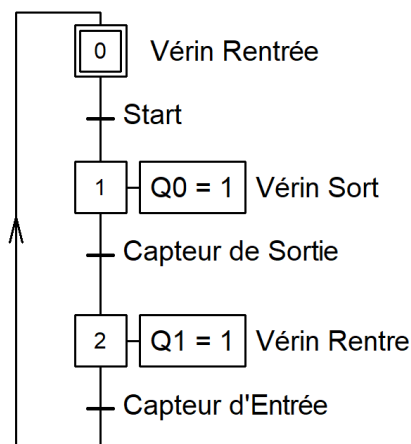 0 Vérin Rentrée
Start
1 Q0 = 1 Vérin Sort
Capteur de Sortie
2 Q1 = 1 Vérin Rentre
Capteur d'Entrée